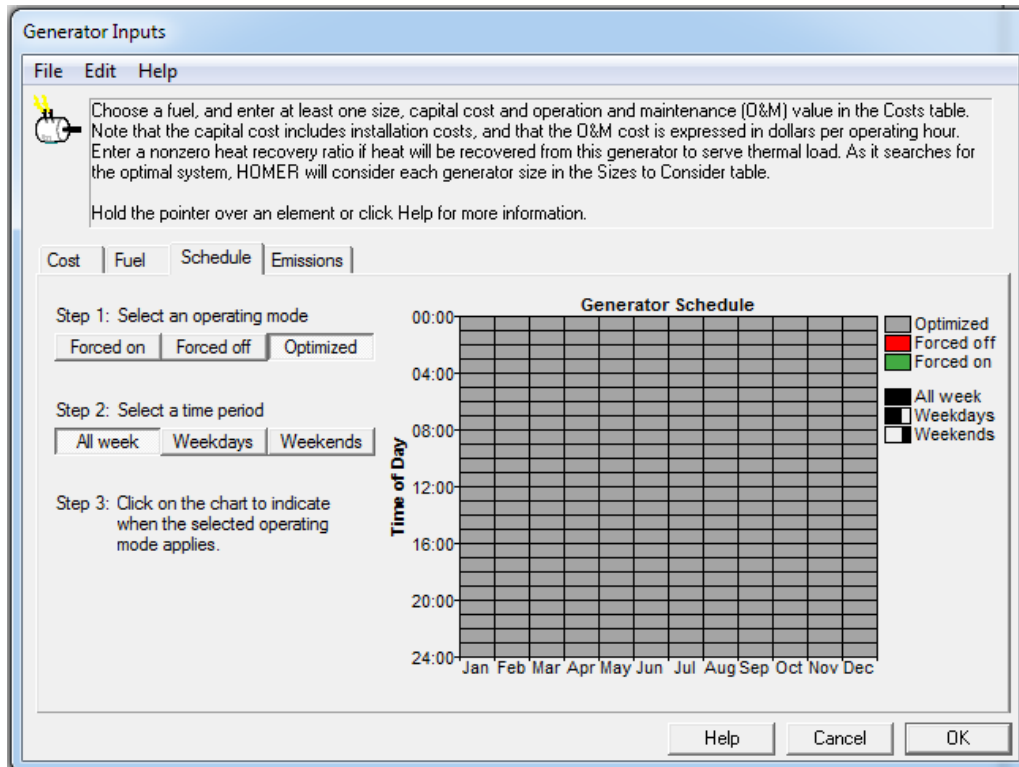 Generator Inputs
File Edit Help
Choose a fuel, and enter at least one size, capital cost and operation and maintenance (O&M) value in the Costs table.
Note that the capital cost includes installation costs, and that the O&M cost is expressed in dollars per operating hour.
Enter a nonzero heat recovery ratio if heat will be recovered from this generator to serve thermal load. As it searches for
the optimal system, HOMER will consider each generator size in the Sizes to Consider table.
Hold the pointer over an element or click Help for more information.
Cost Fuel Schedule Emissions
Step 1: Select an operating mode
Forced on Forced off Optimized
Step 2: Select a time period
All week Weekdays Weekends
Step 3: Click on the chart to indicate
when the selected operating
mode applies.
Generator Schedule
Time of Day
00:00
04:00
08:00
12:00
16:00
20:00
24:00
Jan Feb Mar Apr May Jun Jul Aug Sep Oct Nov Dec
Optimized
Forced off
Forced on
All week
Weekdays
Weekends
Help Cancel OK